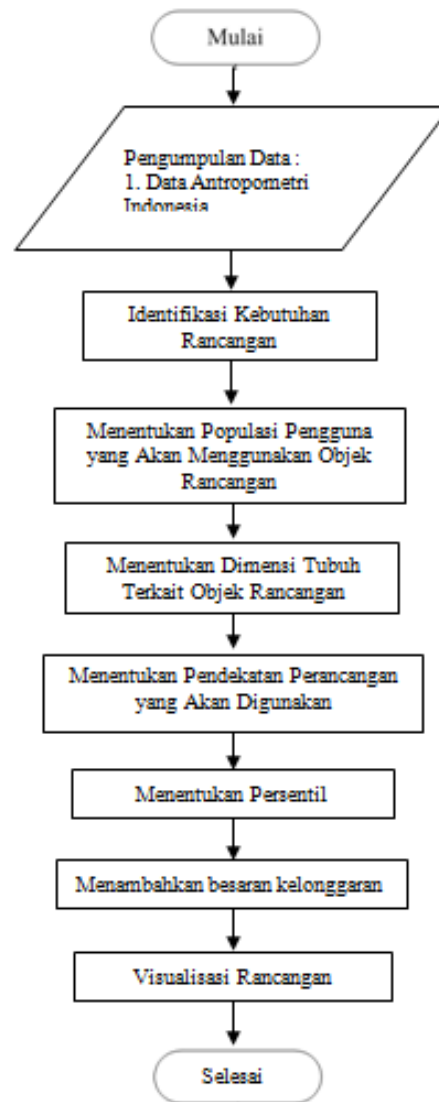 Mulai
Pengumpulan Data :
1. Data Antropometri
Indonesia
Identifikasi Kebutuhan
Rancangan
Menentukan Populasi Pengguna
yang Akan Menggunakan Objek
Rancangan
Menentukan Dimensi Tubuh
Terkait Objek Rancangan
Menentukan Pendekatan Perancangan
yang Akan Digunakan
Menentukan Persentil
Menambahkan besaran kelonggaran
Visualisasi Rancangan
Selesai